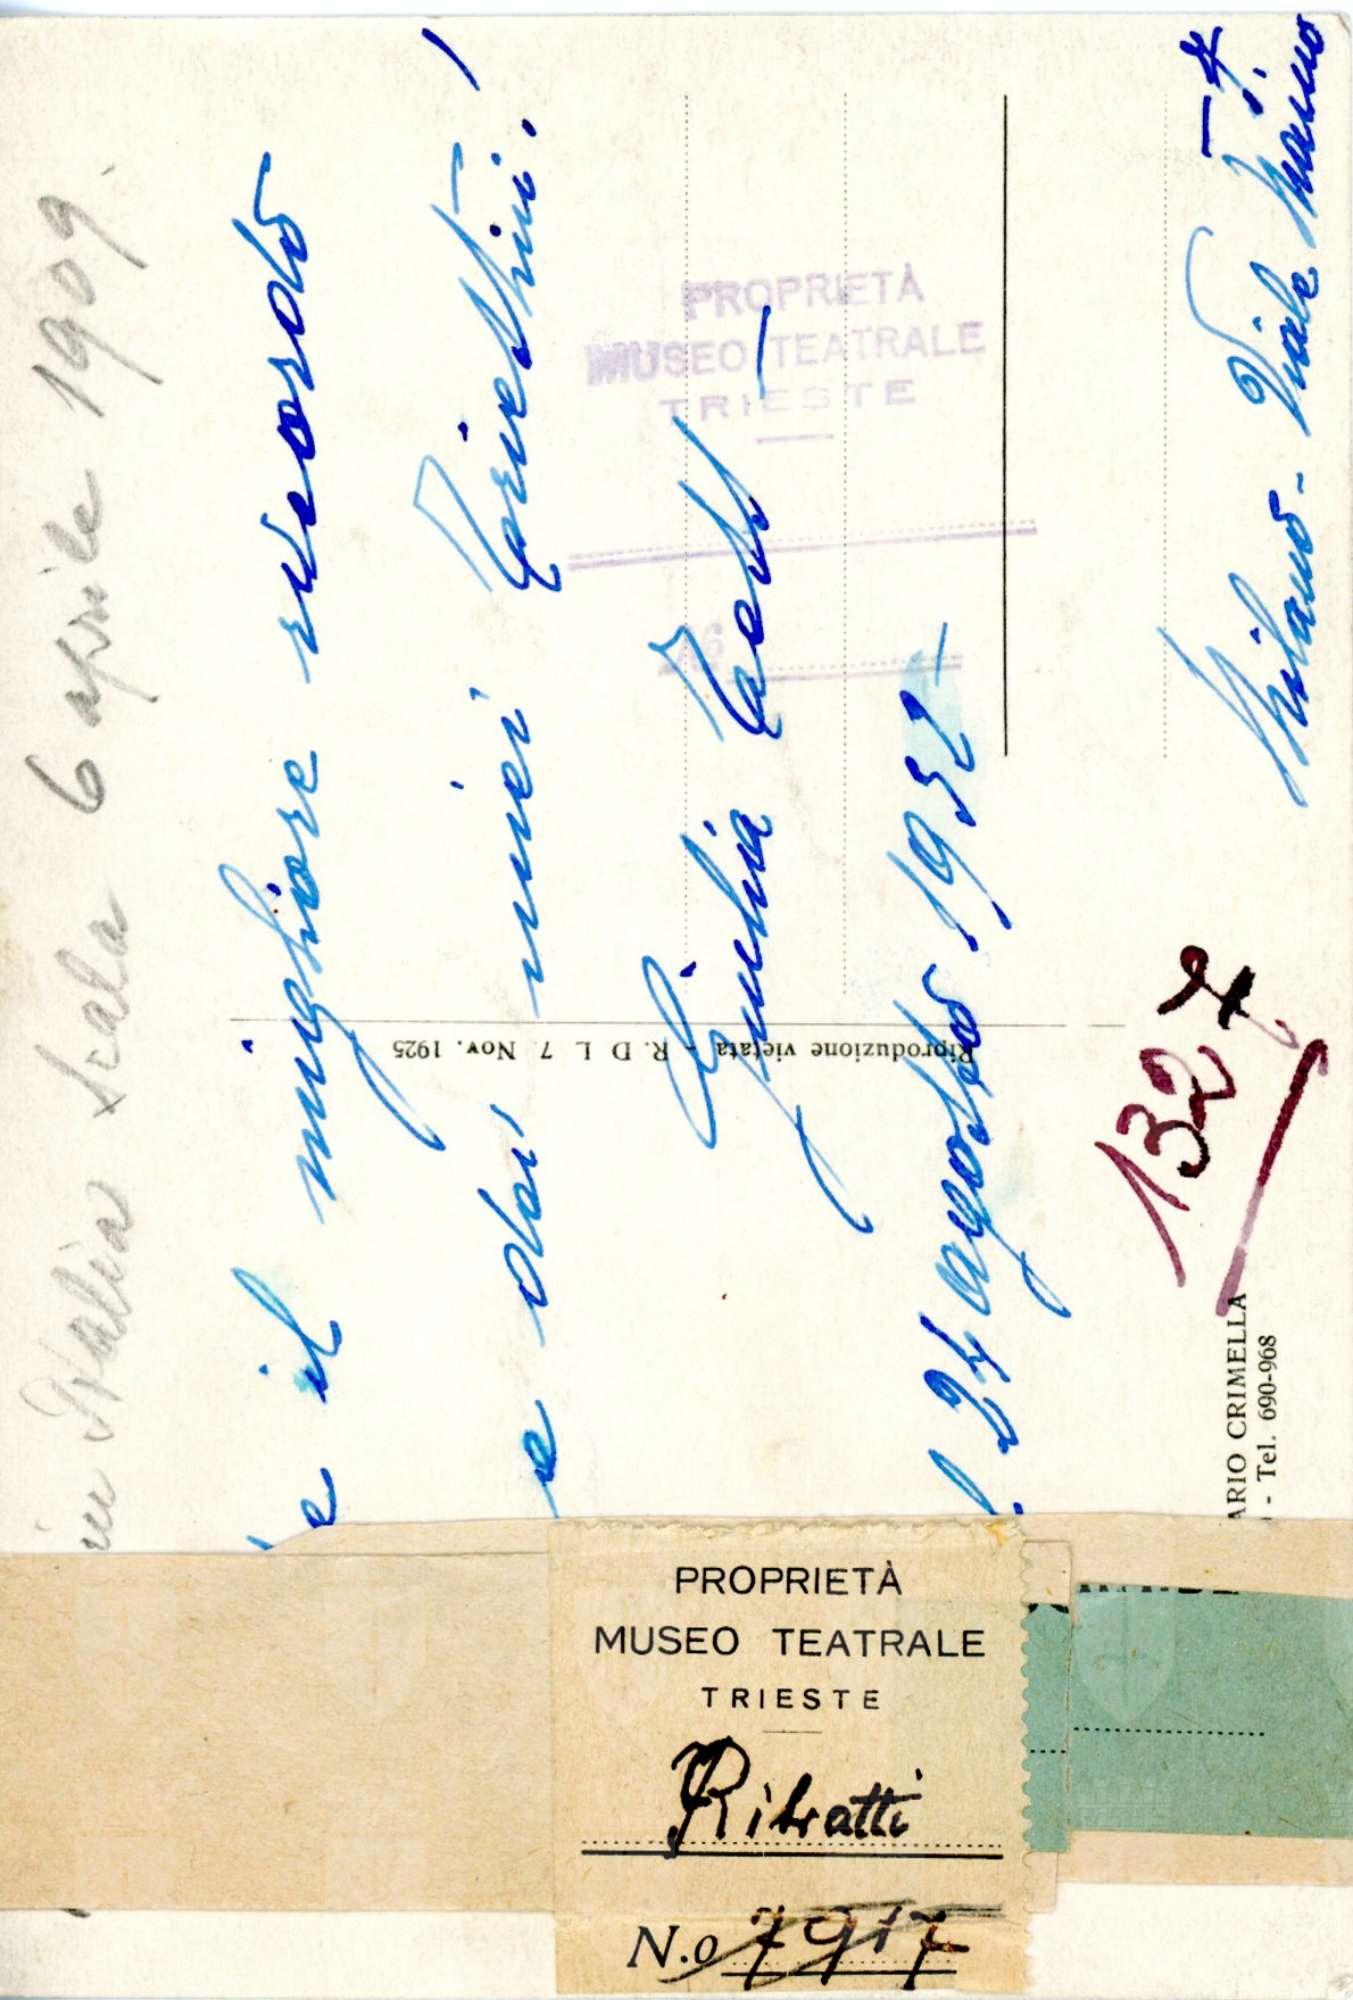 in Italia Scala 6 aprile 1909.
e il migliore ricordo
e dai miei Torinesi!
Giulia Tess
24 agosto 1952
Milano - Viale
1327
Riproduzione vietata - R. D L 7 Nov. 1925
ARIO CRIMELLA
- Tel. 690-968
PROPRIETÀ
MUSEO TEATRALE
TRIESTE
PROPRIETÀ
MUSEO TEATRALE
TRIESTE
Ritratti
N.o 7917